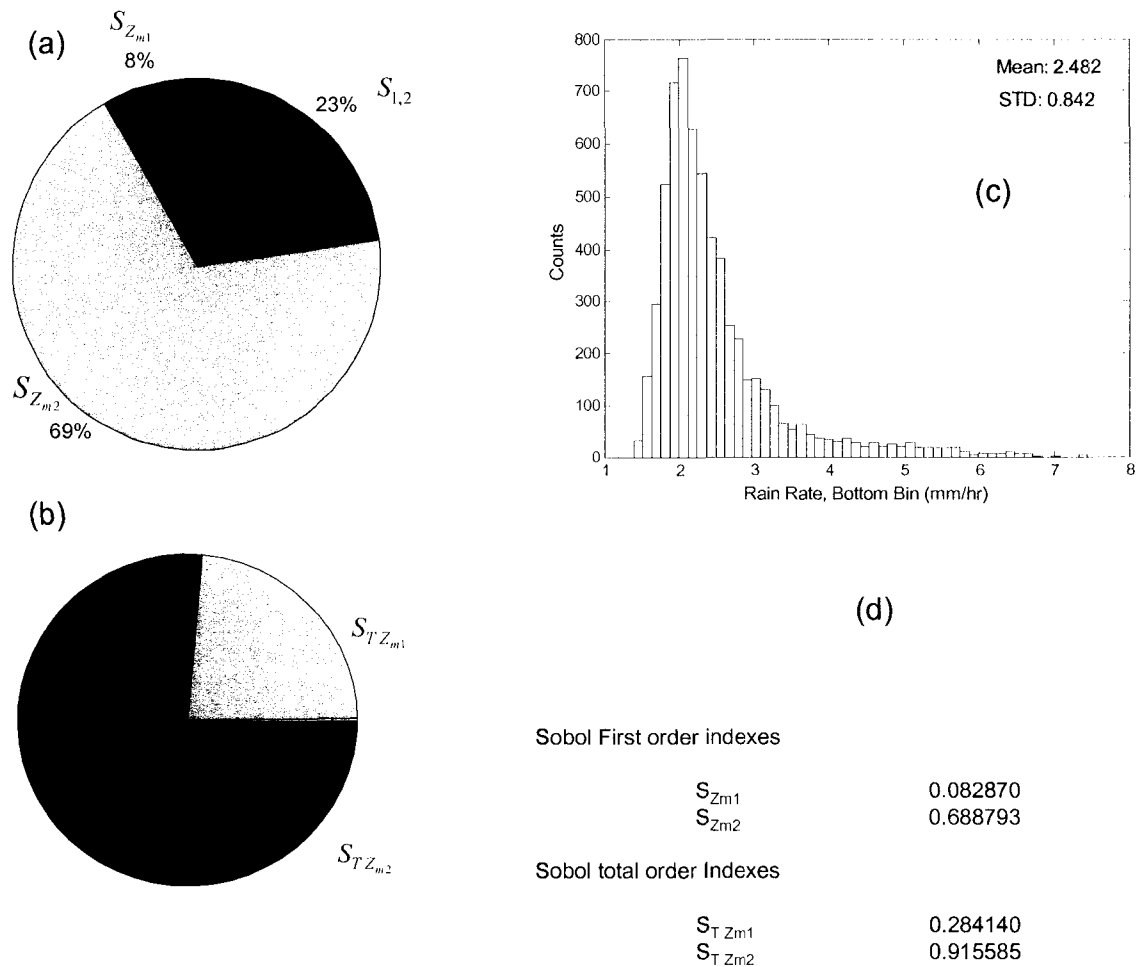 (a)
S_{Z_{m1}}
8%
S_{1,2}
23%
S_{Z_{m2}}
69%
(b)
S_{T Z_{m1}}
S_{T Z_{m2}}
800
700
600
500
400
300
200
100
0
Counts
Mean: 2.482
STD: 0.842
(c)
1 2 3 4 5 6 7 8
Rain Rate, Bottom Bin (mm/hr)
(d)
Sobol First order indexes
S_{Zm1} 0.082870
S_{Zm2} 0.688793
Sobol total order Indexes
S_{T Zm1} 0.284140
S_{T Zm2} 0.915585